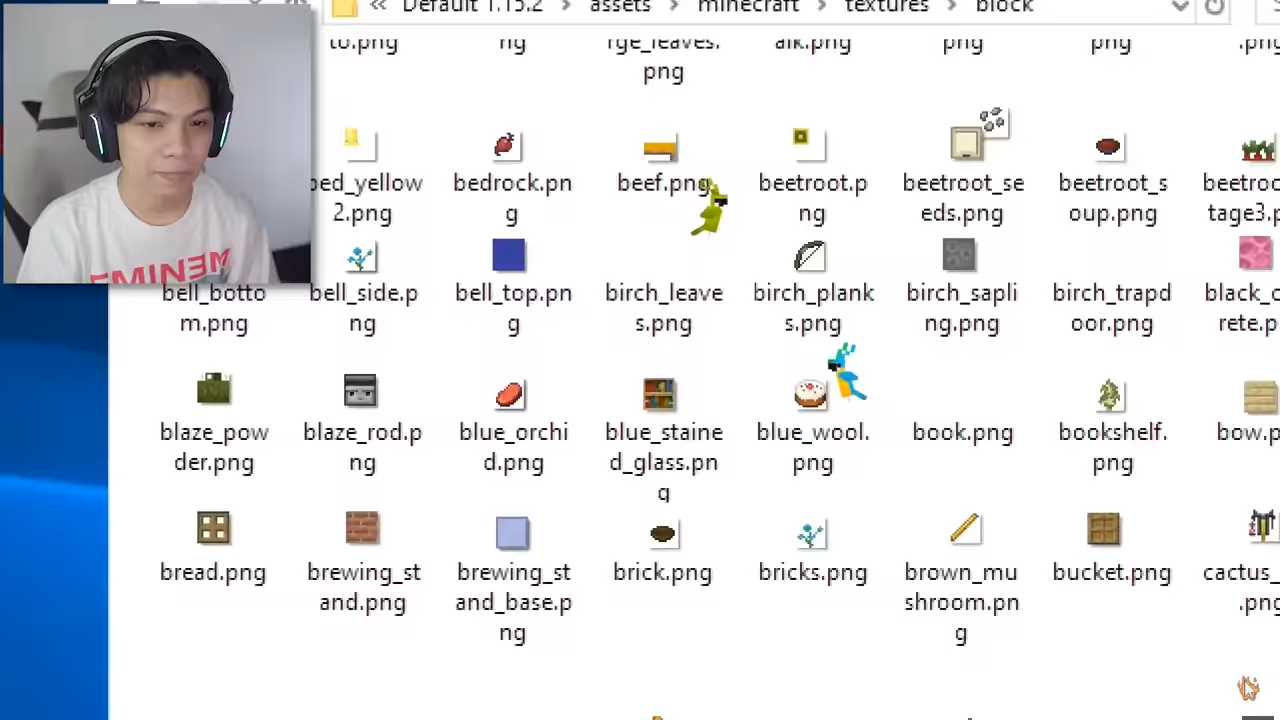 Default 1.15.2 > assets > minecraft > textures > block
to.png
ng
rge_leaves.
png
alk.png
png
png
.png
bed_yellow
2.png
bedrock.pn
g
beef.png
beetroot.p
ng
beetroot_se
eds.png
beetroot_s
oup.png
beetroo
tage3.p
EMINEM
bell_botto
m.png
bell_side.p
ng
bell_top.pn
g
birch_leave
s.png
birch_plank
s.png
birch_sapli
ng.png
birch_trapd
oor.png
black_c
rete.p
blaze_pow
der.png
blaze_rod.p
ng
blue_orchi
d.png
blue_staine
d_glass.pn
g
blue_wool.
png
book.png
bookshelf.
png
bow.p
bread.png
brewing_st
and.png
brewing_st
and_base.p
ng
brick.png
bricks.png
brown_mu
shroom.pn
g
bucket.png
cactus_
.png